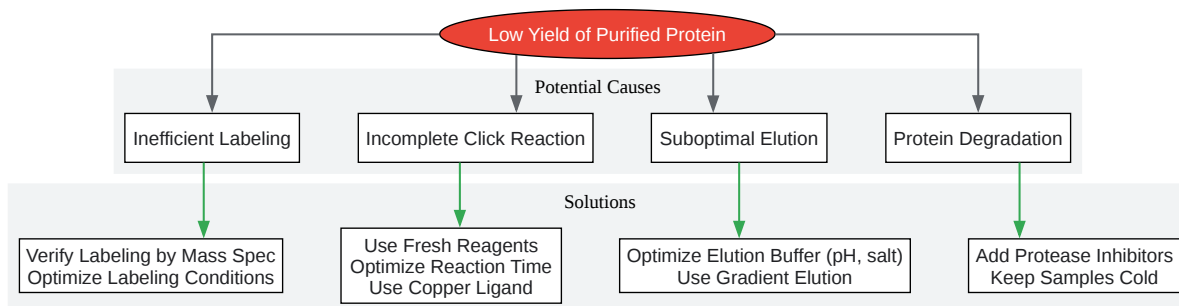 Low Yield of Purified Protein
Potential Causes
Inefficient Labeling
Incomplete Click Reaction
Suboptimal Elution
Protein Degradation
Solutions
Verify Labeling by Mass Spec
Optimize Labeling Conditions
Use Fresh Reagents
Optimize Reaction Time
Use Copper Ligand
Optimize Elution Buffer (pH, salt)
Use Gradient Elution
Add Protease Inhibitors
Keep Samples Cold